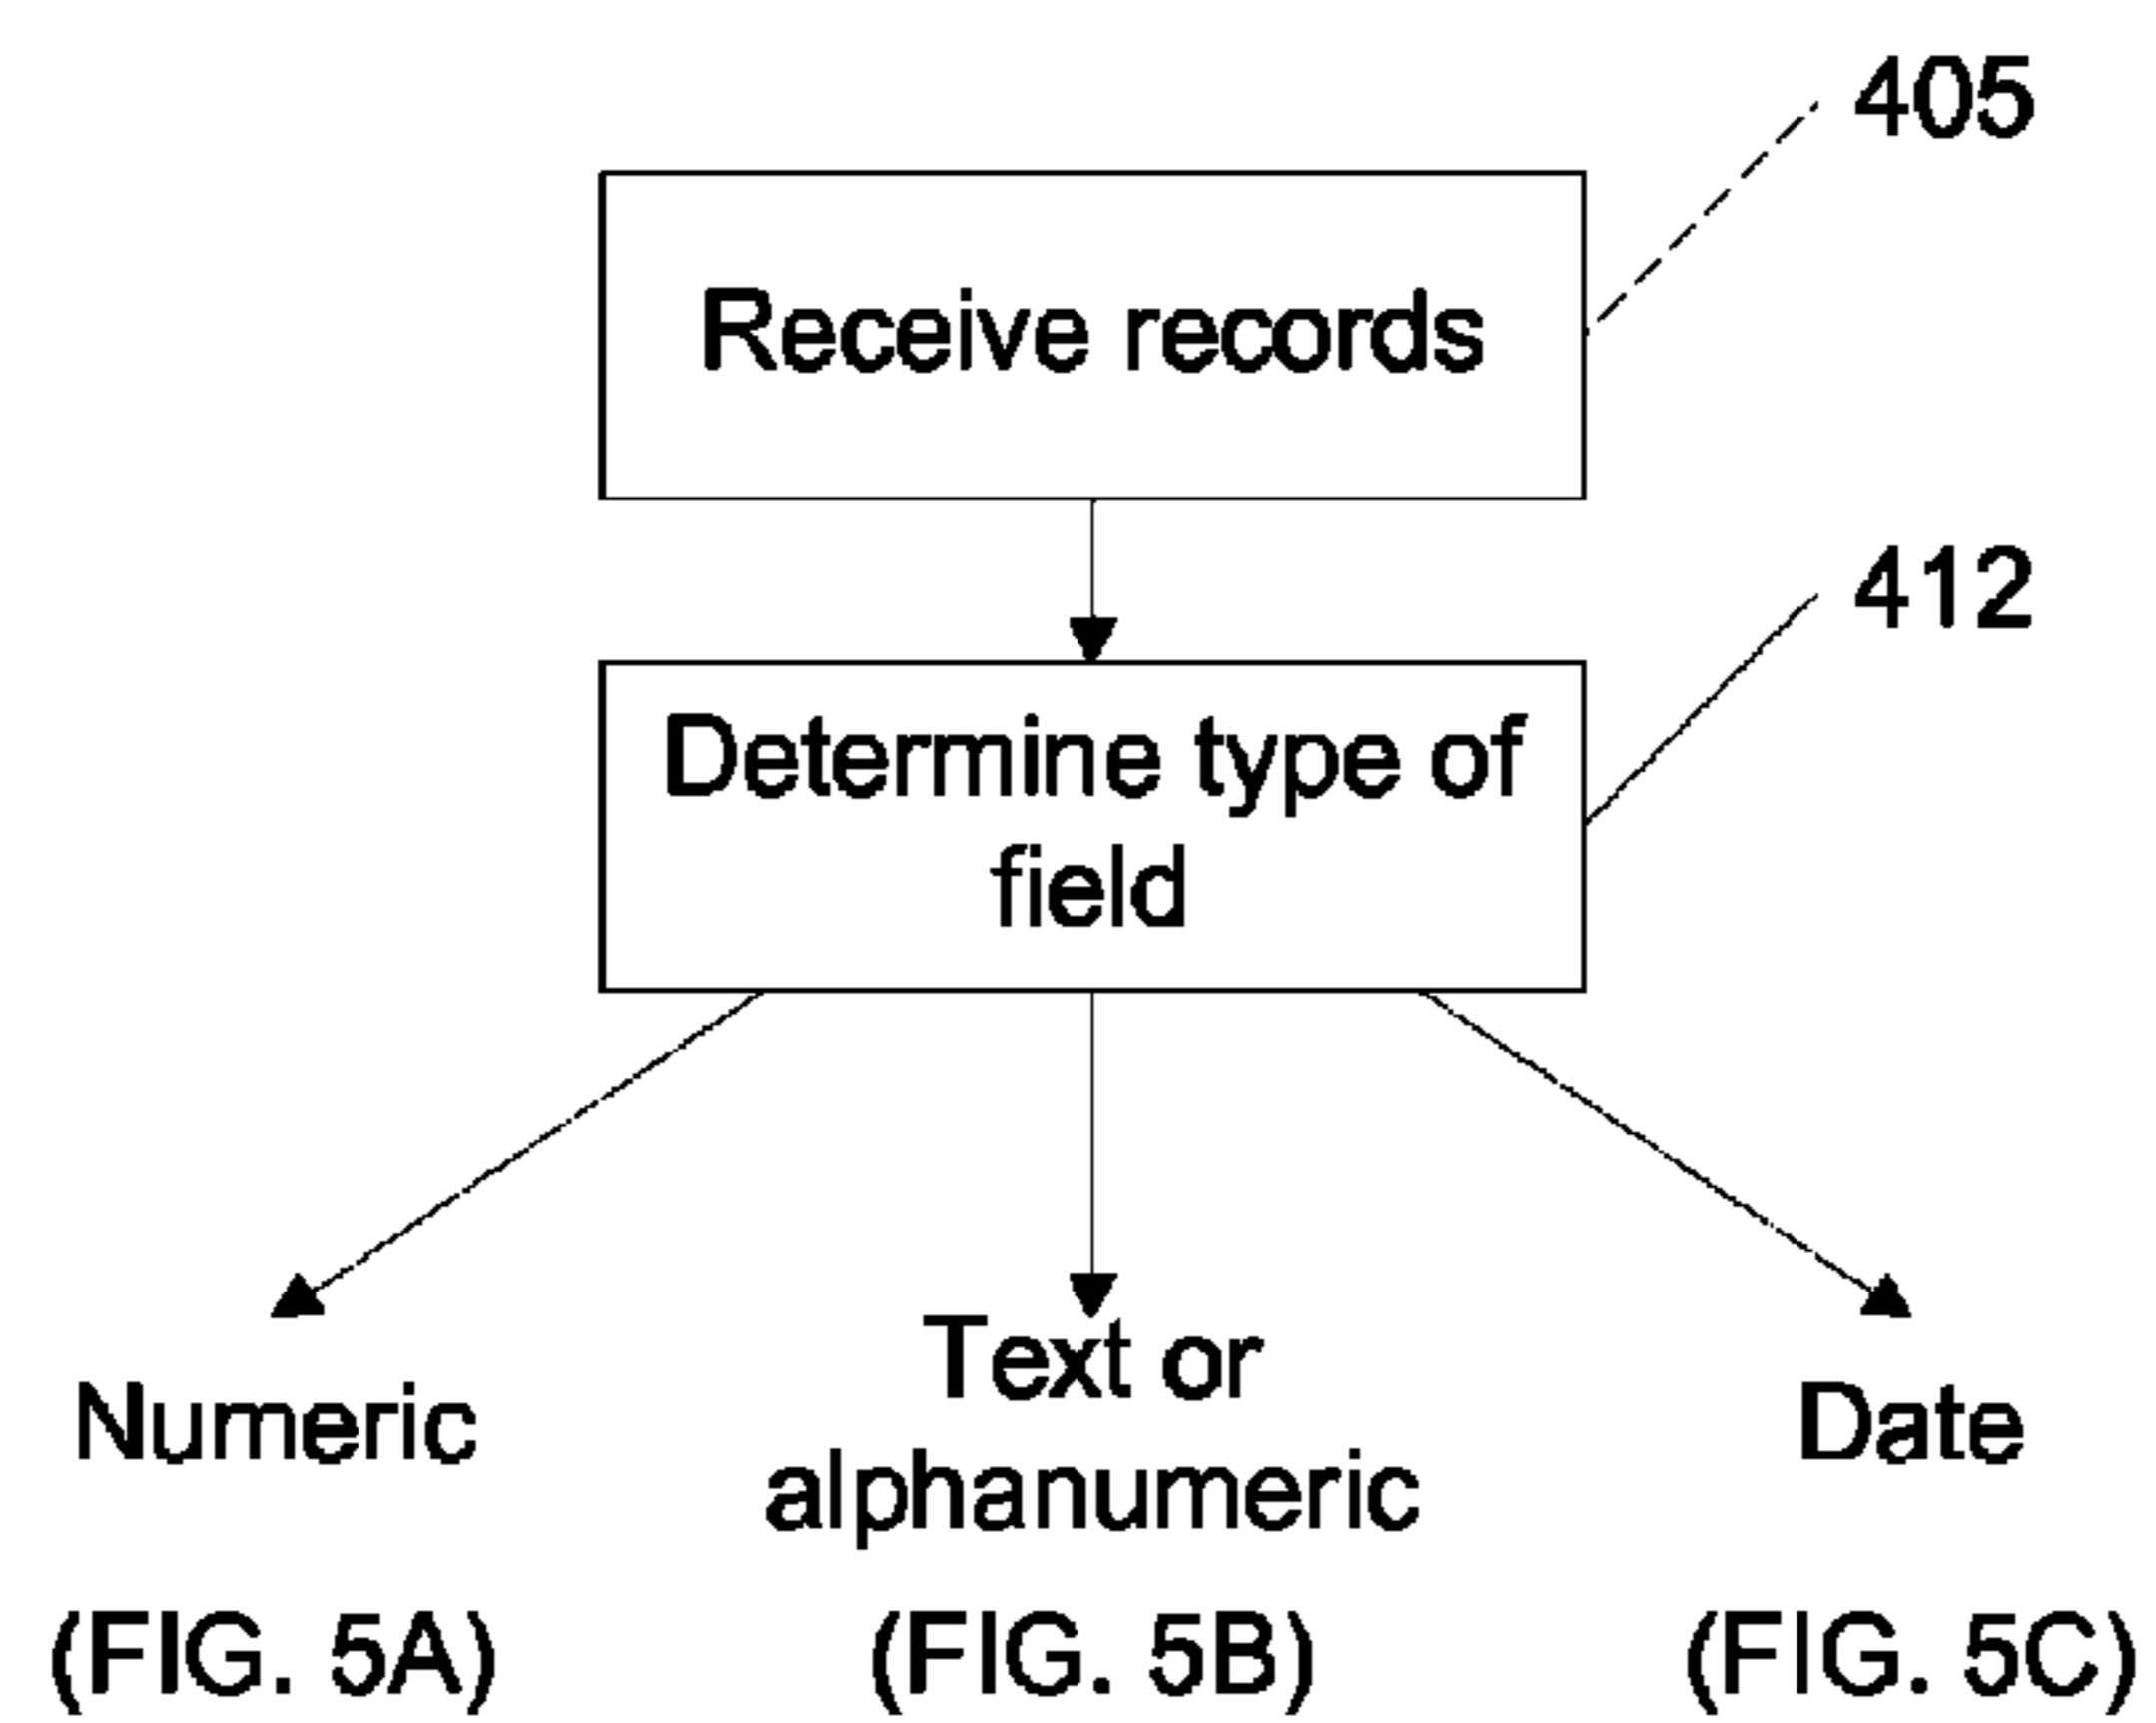 405
Receive records
412
Determine type of
field
Numeric
Text or
alphanumeric
Date
(FIG. 5A)
(FIG. 5B)
(FIG. 5C)